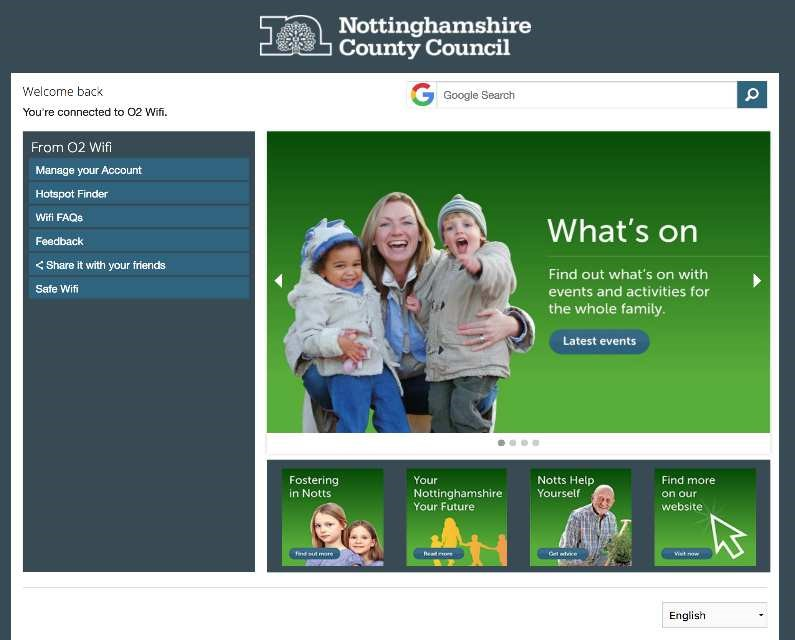 Nottinghamshire
County Council
Welcome back
You're connected to O2 Wifi.
Google Search
From O2 Wifi
Manage your Account
Hotspot Finder
Wifi FAQs
Feedback
Share it with your friends
Safe Wifi
What's on
Find out what's on with
events and activities for
the whole family.
Latest events
Fostering
in Notts
Find out more
Your
Nottinghamshire
Your Future
Read more
Notts Help
Yourself
Get advice
Find more
on our
website
Visit now
English